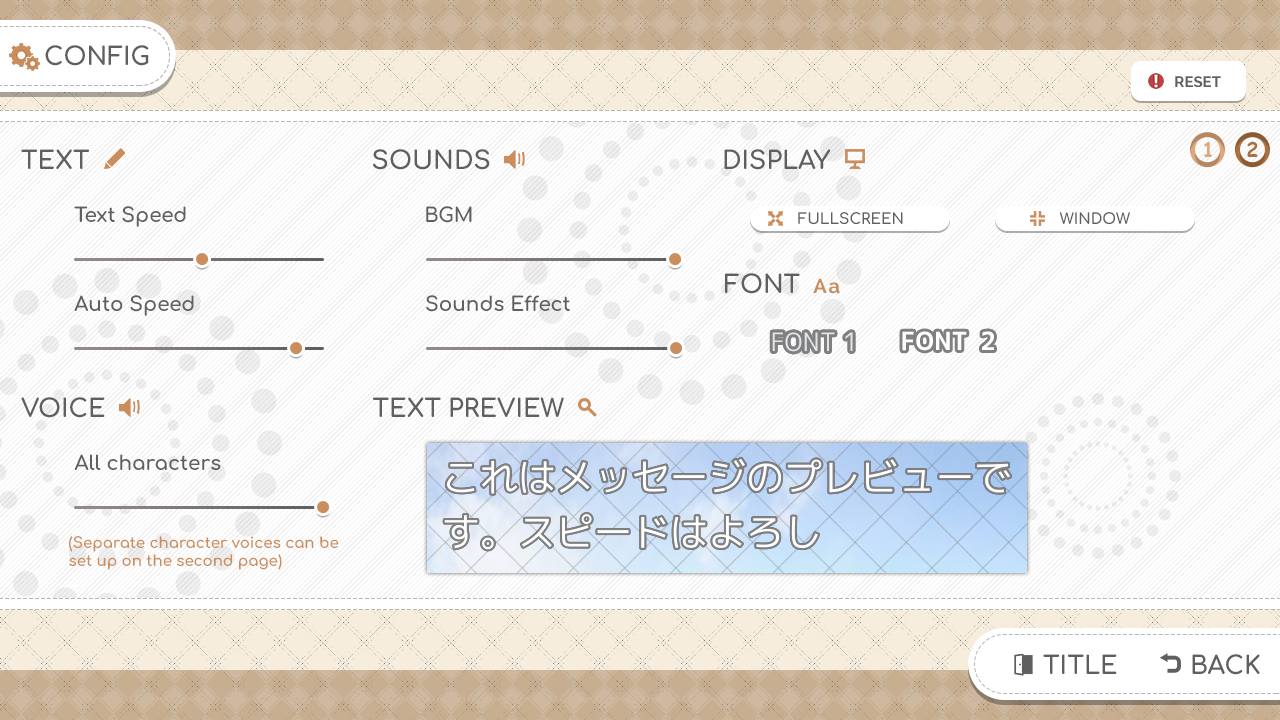 CONFIG
RESET
1 2
TEXT
Text Speed
Auto Speed
VOICE
All characters
(Separate character voices can be
set up on the second page)
SOUNDS
BGM
Sounds Effect
DISPLAY
FULLSCREEN WINDOW
FONT Aa
FONT 1 FONT 2
TEXT PREVIEW
これはメッセージのプレビューで
す。スピードはよろし
TITLE BACK